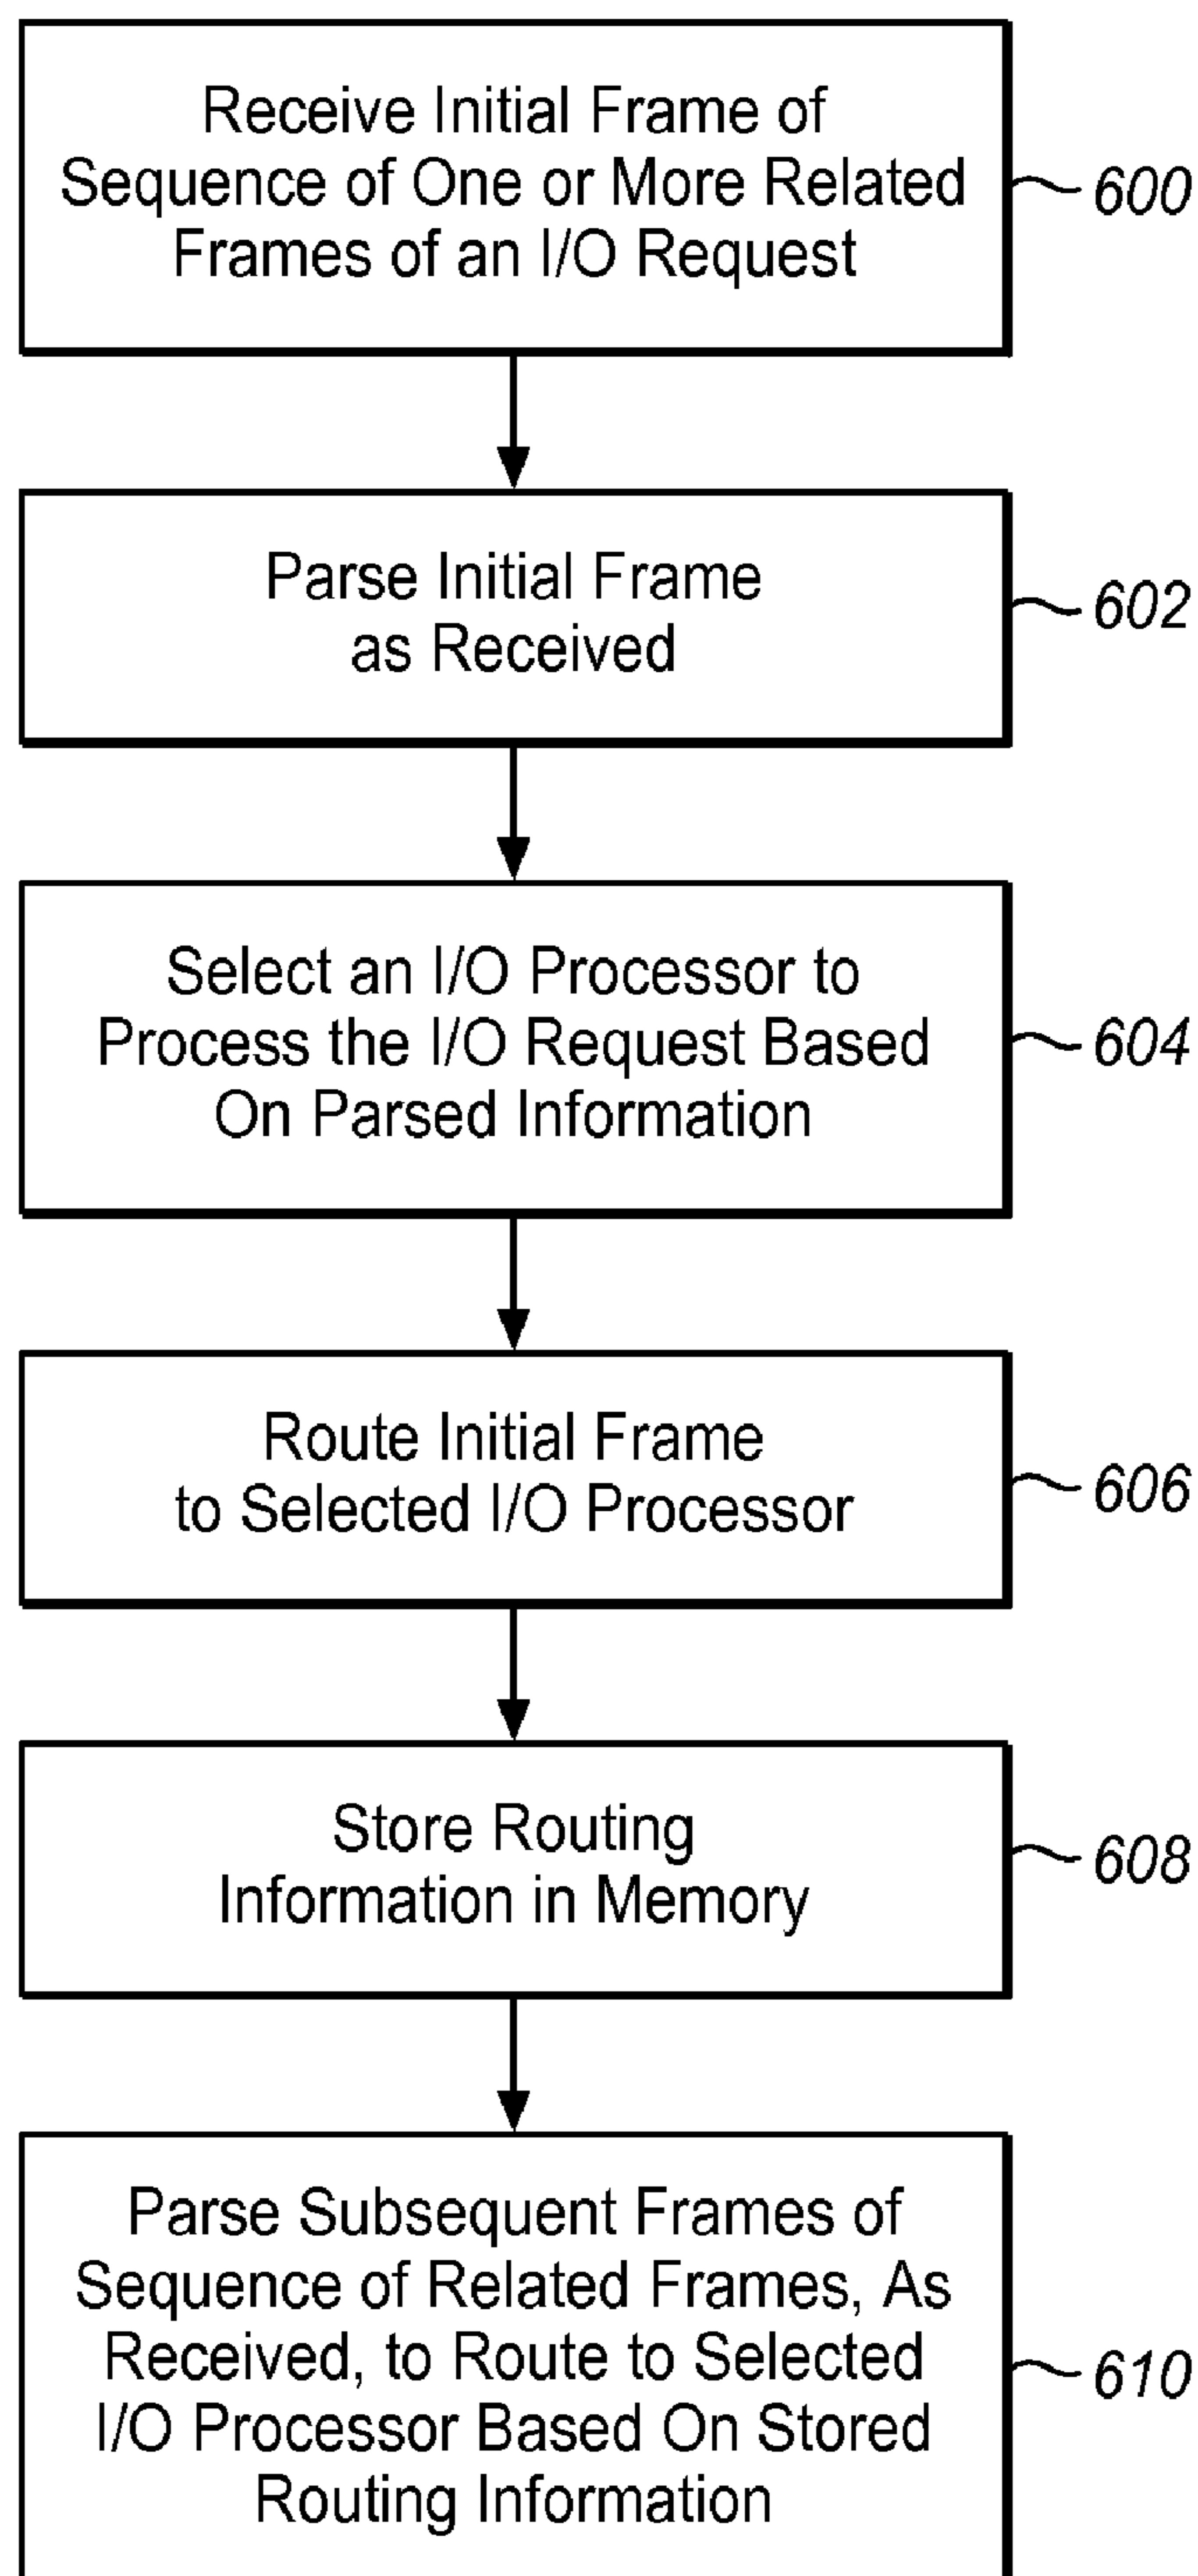 Receive Initial Frame of
Sequence of One or More Related
Frames of an I/O Request
600
Parse Initial Frame
as Received
602
Select an I/O Processor to
Process the I/O Request Based
On Parsed Information
604
Route Initial Frame
to Selected I/O Processor
606
Store Routing
Information in Memory
608
Parse Subsequent Frames of
Sequence of Related Frames, As
Received, to Route to Selected
I/O Processor Based On Stored
Routing Information
610